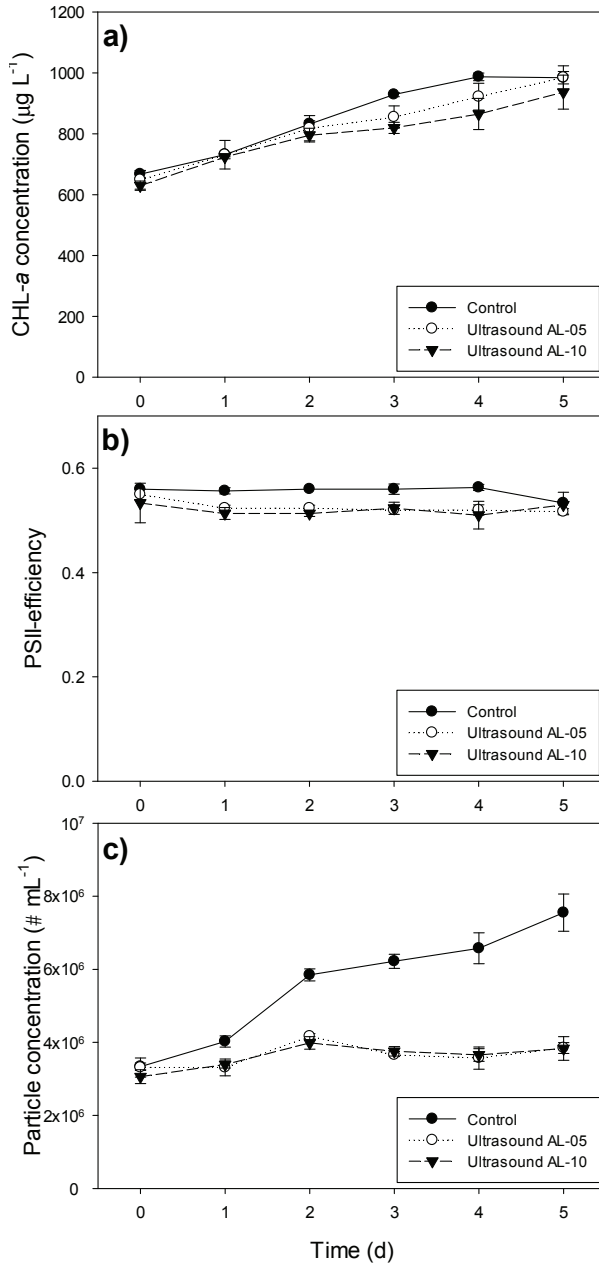 a)
CHL-a concentration (µg L⁻¹)
1200
1000
800
600
400
200
0
Control
Ultrasound AL-05
Ultrasound AL-10
0 1 2 3 4 5
b)
PSII-efficiency
0.6
0.4
0.2
0.0
Control
Ultrasound AL-05
Ultrasound AL-10
0 1 2 3 4 5
c)
Particle concentration (# mL⁻¹)
10⁷
8x10⁶
6x10⁶
4x10⁶
2x10⁶
0
Control
Ultrasound AL-05
Ultrasound AL-10
0 1 2 3 4 5
Time (d)